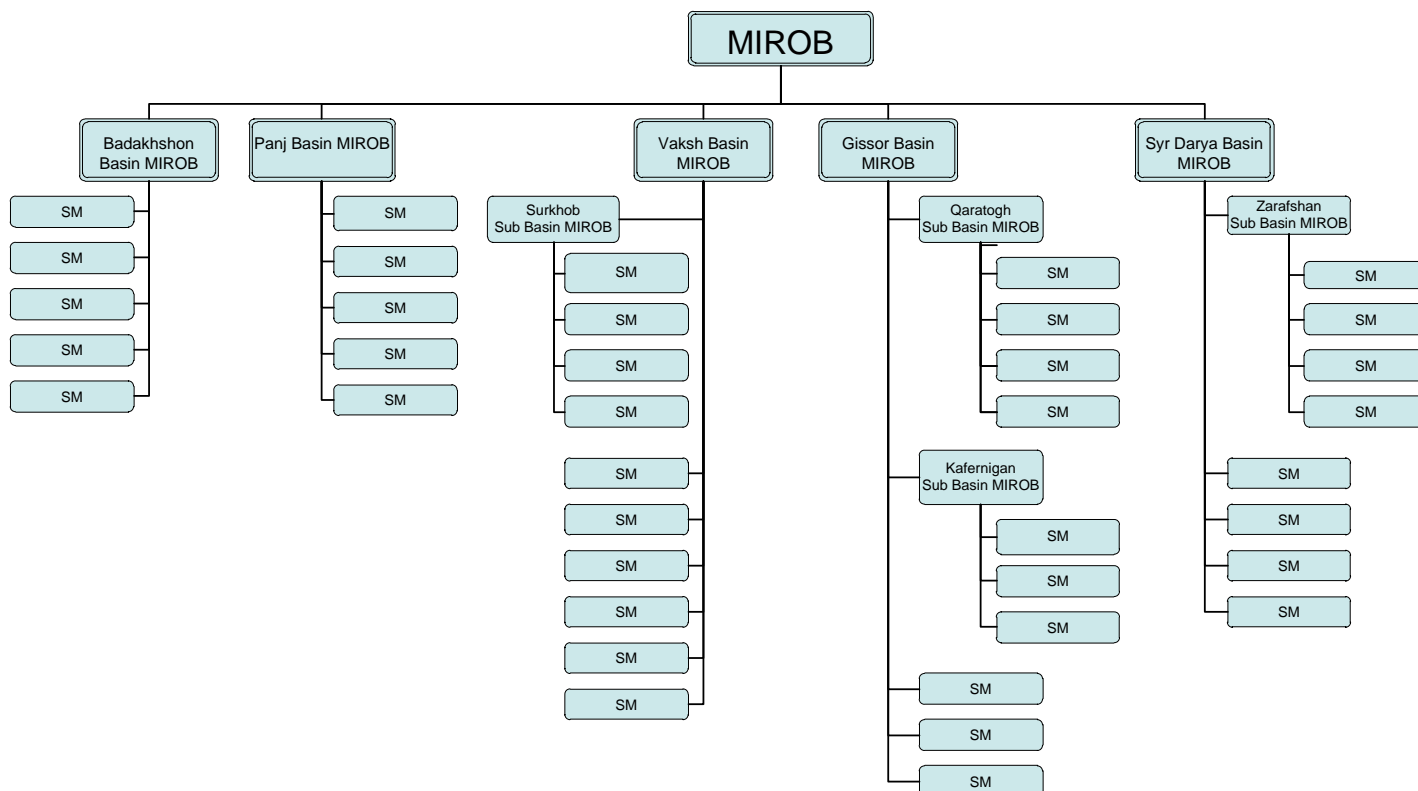 MIROB
Badakhshon
Basin MIROB
Panj Basin MIROB
Vaksh Basin
MIROB
Gissor Basin
MIROB
Syr Darya Basin
MIROB
SM
SM
SM
SM
SM
SM
SM
SM
SM
SM
Surkhob
Sub Basin MIROB
SM
SM
SM
SM
SM
SM
SM
SM
SM
SM
Qaratogh
Sub Basin MIROB
SM
SM
SM
SM
Kafernigan
Sub Basin MIROB
SM
SM
SM
SM
SM
SM
Zarafshan
Sub Basin MIROB
SM
SM
SM
SM
SM
SM
SM
SM